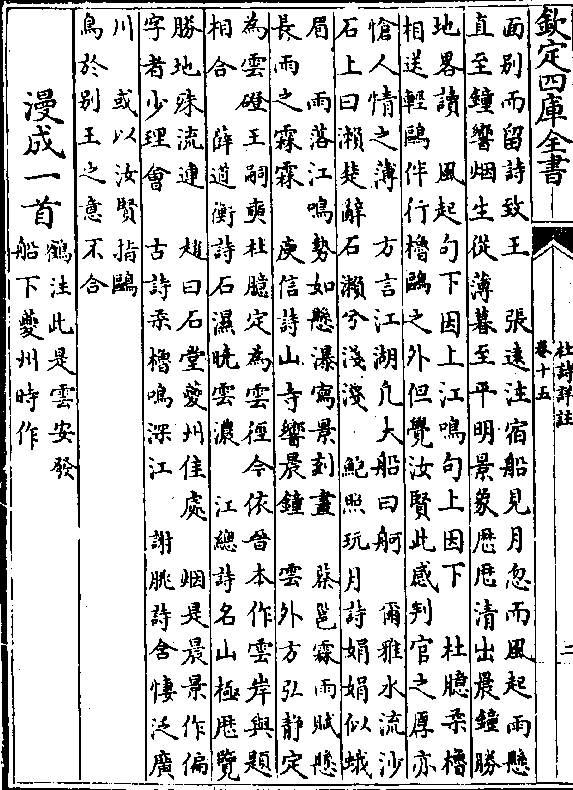 欽定四庫全書
面別而留詩致王　張遠注宿船見月忽而風起雨懸
直至鐘響烟生從薄暮至平明景象歴歴清出晨鐘勝
地畧讀　風起句下因上江鳴句上因下　杜臆柔櫓
相送輕鷗伴行櫓鷗之外但覺汝賢此感判官之厚亦
愴人情之薄　方言江湖凡大船曰舸　爾雅水流沙
石上曰瀨楚辭石瀨兮淺淺　鮑照玩月詩娟娟似蛾
眉　雨落江鳴勢如懸瀑寫景刻畫　蔡邕霖雨賦懸
長雨之霖霖　庾信詩山寺響晨鐘　雲外方弘静定
為雲磴王嗣奭杜臆定為雲徑今依晉本作雲岸與題
相合　薛道衡詩石濕曉雲濃　江總詩名山極歴覽
勝地殊流連　趙曰石堂夔州佳處　烟是晨景作偏
字者少理會　古詩柔櫓鳴深江　謝朓詩含悽泛廣
川　或以汝賢指鷗
鳥於别王之意不合
漫成一首
鶴注此是雲安發
船下夔州時作
杜詩詳註
卷十五
二